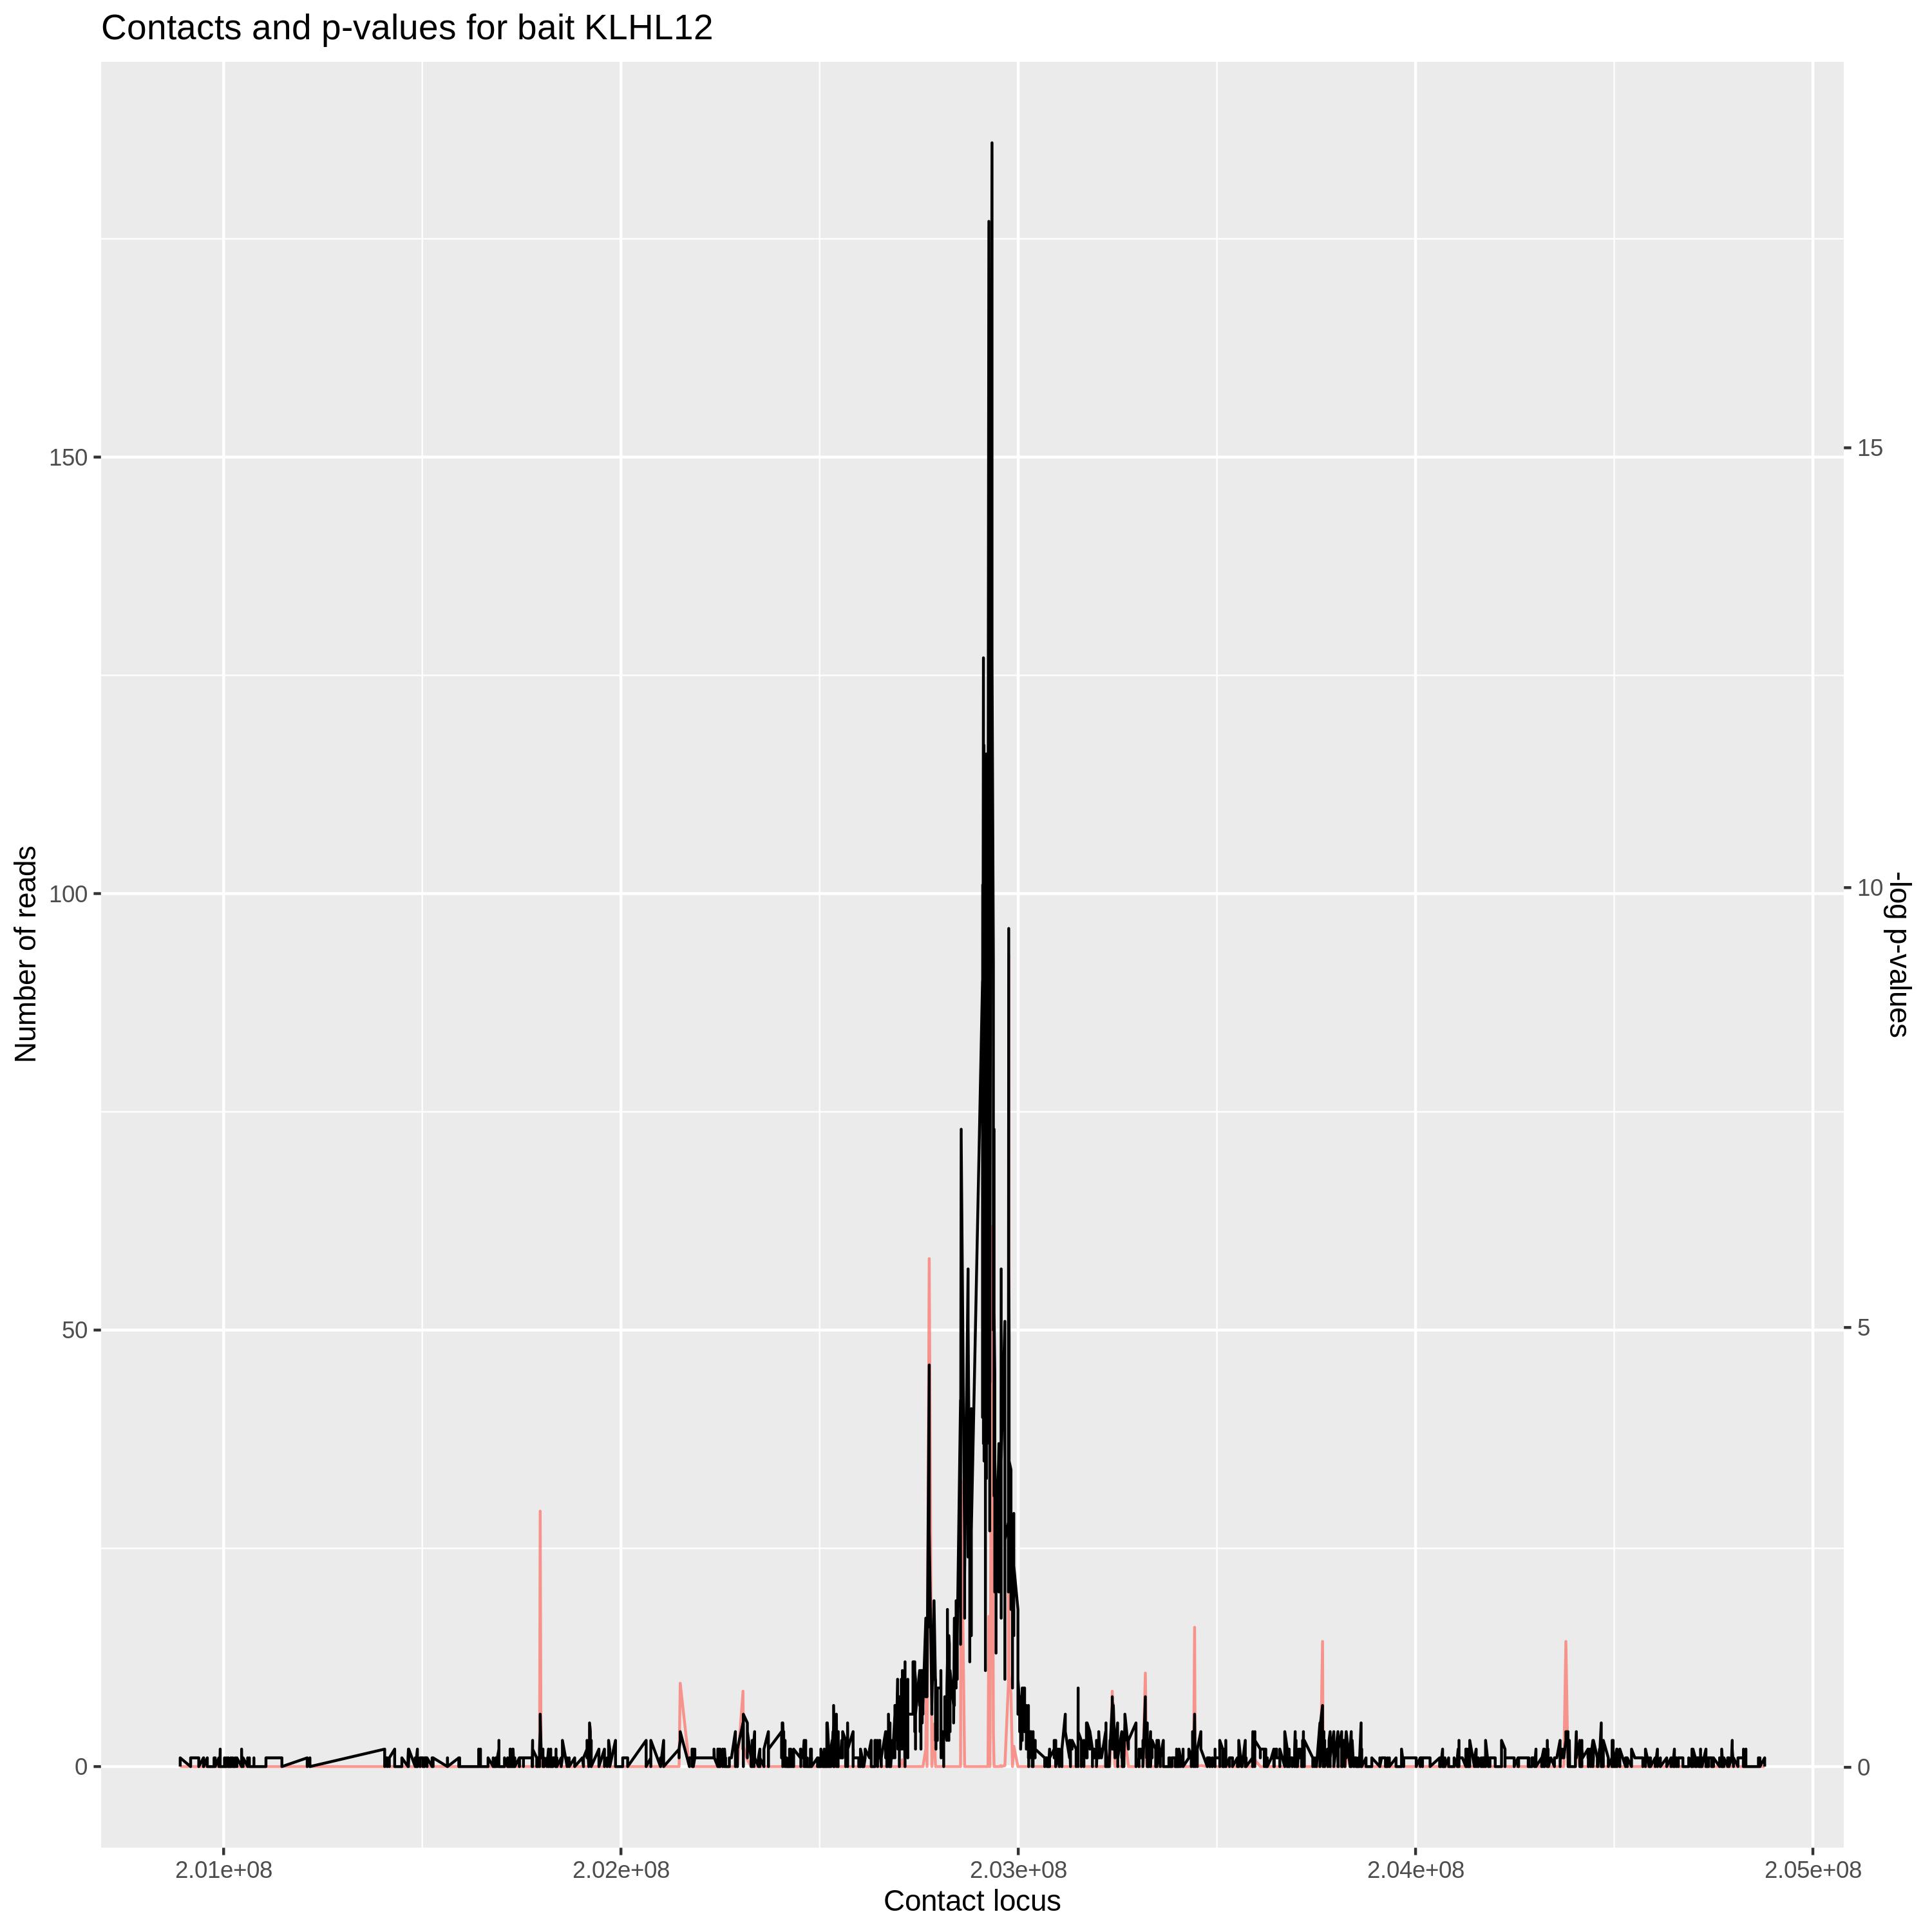 Contacts and p-values for bait KLHL12
Number of reads
150
100
50
0
15
10
5
0
-log p-values
2.01e+08
2.02e+08
2.03e+08
2.04e+08
2.05e+08
Contact locus